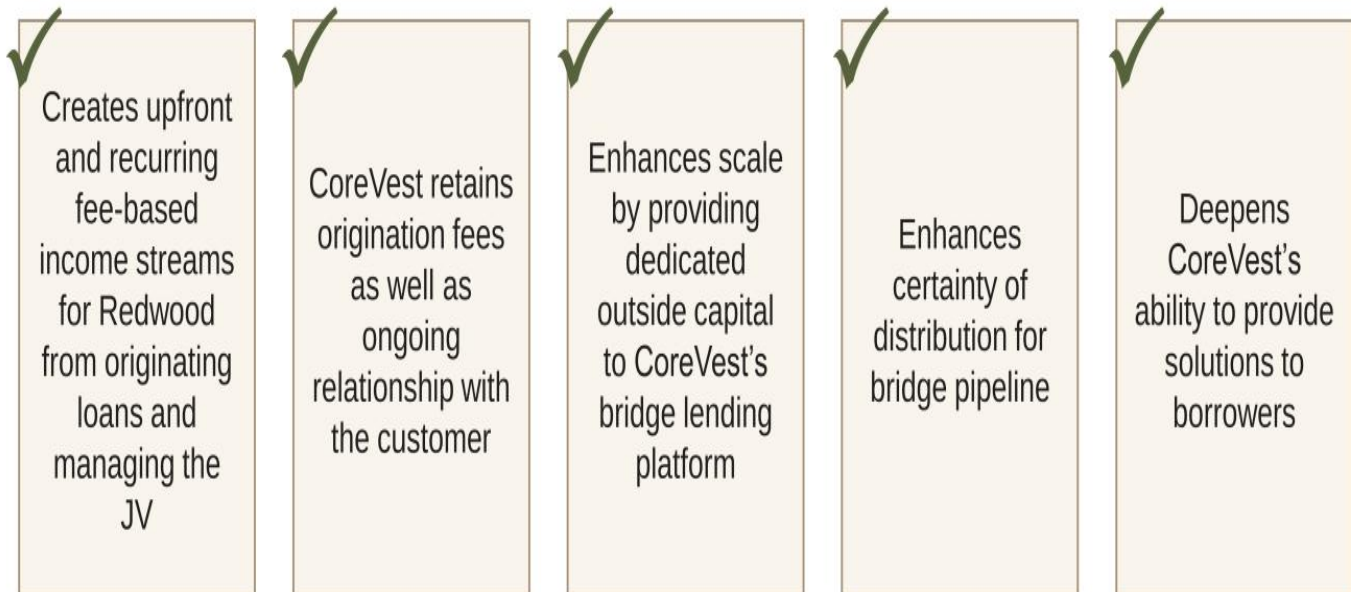 Creates upfront
and recurring
fee-based
income streams
for Redwood
from originating
loans and
managing the
JV
CoreVest retains
origination fees
as well as
ongoing
relationship with
the customer
Enhances scale
by providing
dedicated
outside capital
to CoreVest’s
bridge lending
platform
Enhances
certainty of
distribution for
bridge pipeline
Deepens
CoreVest’s
ability to provide
solutions to
borrowers